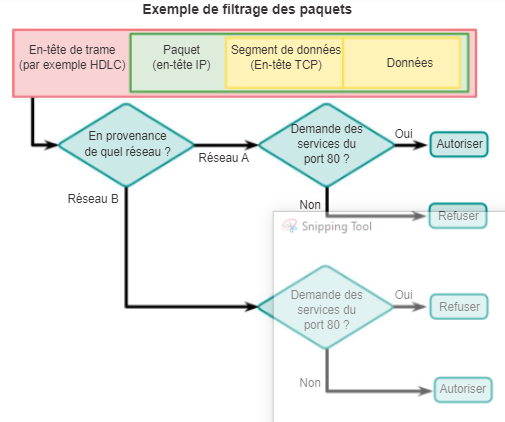 Exemple de filtrage des paquets
En-tête de trame
(par exemple HDLC)
Paquet
(en-tête IP)
Segment de données
(En-tête TCP)
Données
En provenance
de quel réseau ?
Réseau A
Demande des
services du
port 80 ?
Oui
Autoriser
Réseau B
Non
Refuser
Snipping Tool
Demande des
services du
port 80 ?
Oui
Refuser
Non
Autoriser